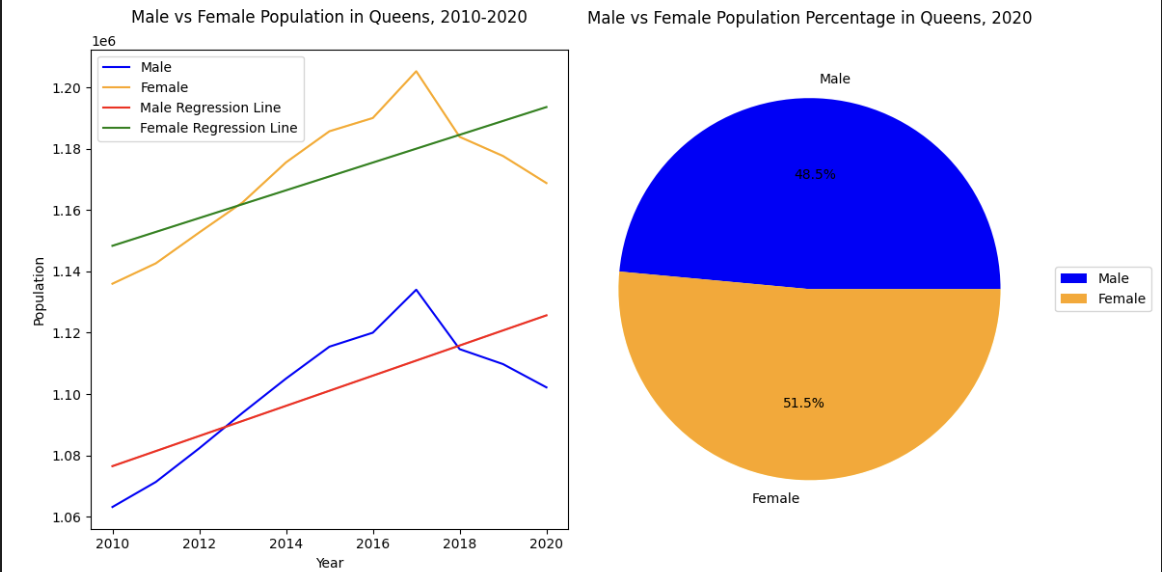 Male vs Female Population in Queens, 2010-2020
1e6
Male
Female
Male Regression Line
Female Regression Line
1.20
1.18
1.16
1.14
1.12
1.10
1.08
1.06
Population
2010 2012 2014 2016 2018 2020
Year
Male vs Female Population Percentage in Queens, 2020
Male
48.5%
51.5%
Female
Male
Female